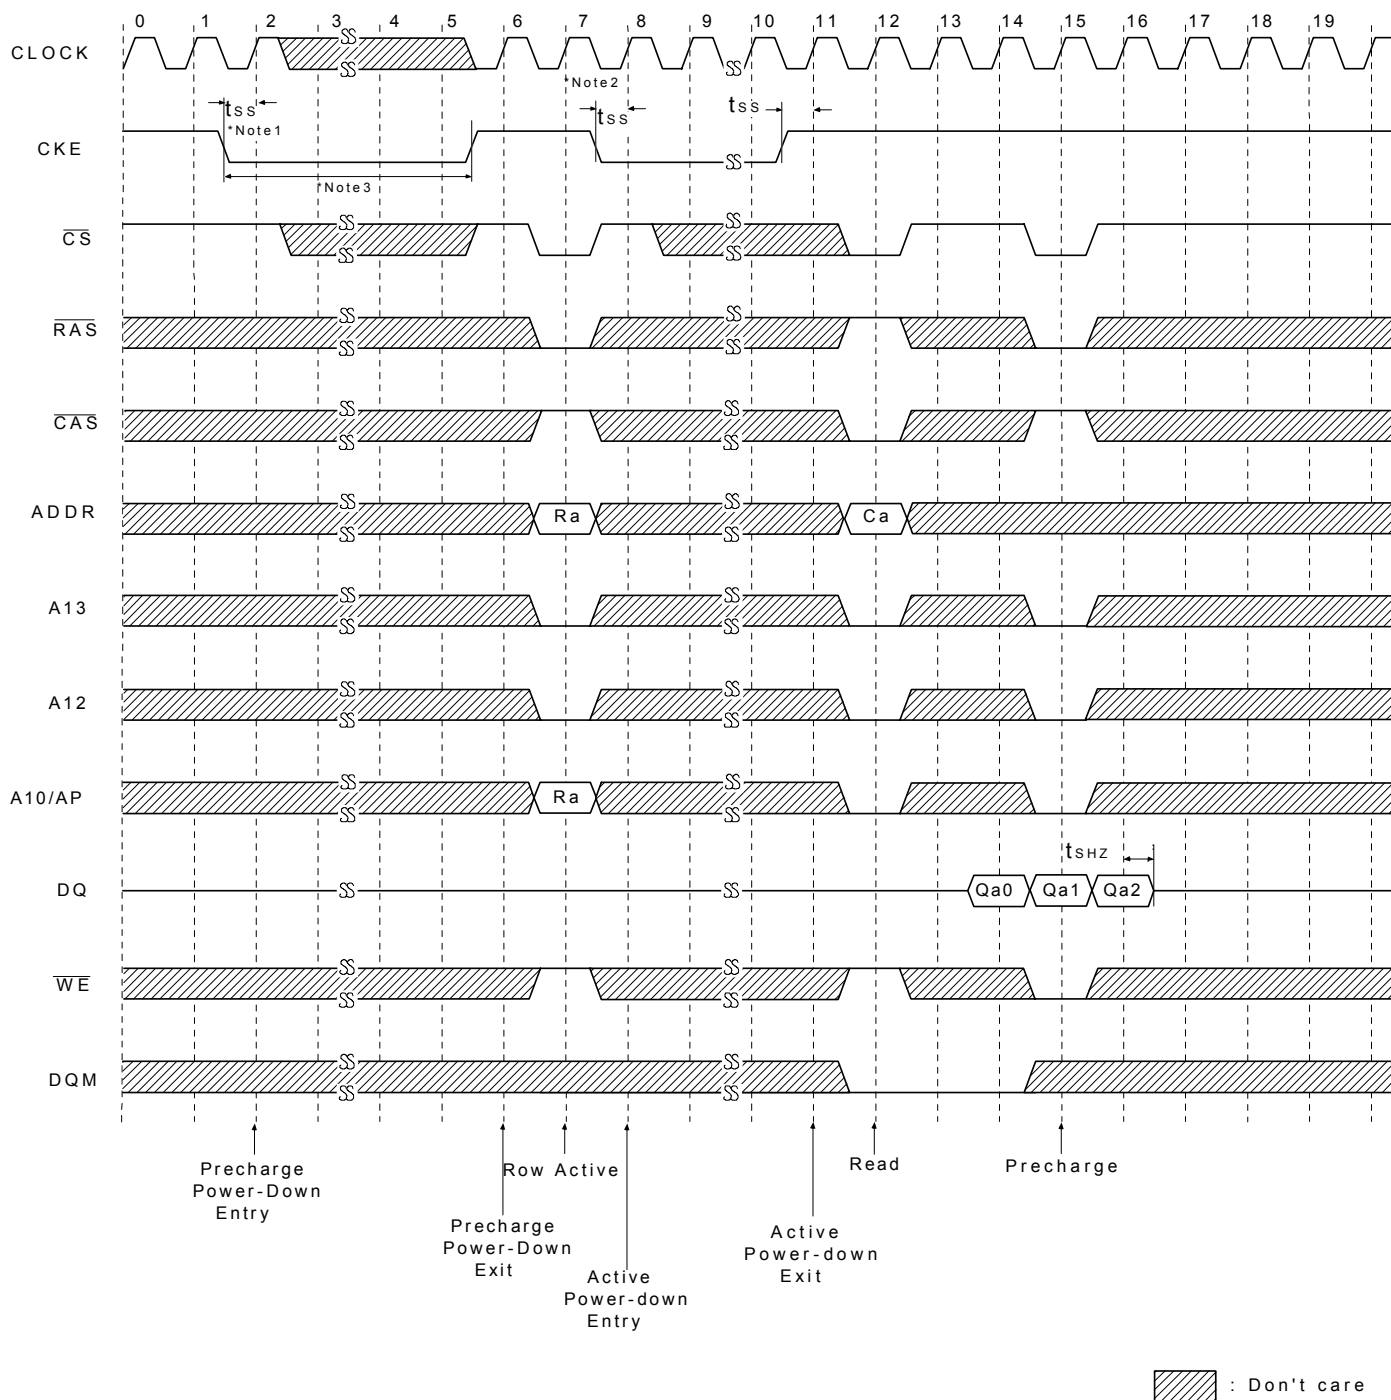 0 1 2 3 4 5 6 7 8 9 10 11 12 13 14 15 16 17 18 19
CLOCK
*Note2
tss tss tss
*Note1
CKE
*Note3
CS
RAS
CAS
ADDR Ra Ca
A13
A12
A10/AP Ra
tSHZ
DQ Qa0 Qa1 Qa2
WE
DQM
Precharge
Power-Down
Entry
Row Active
Read
Precharge
Precharge
Power-Down
Exit
Active
Power-down
Exit
Active
Power-down
Entry
: Don't care